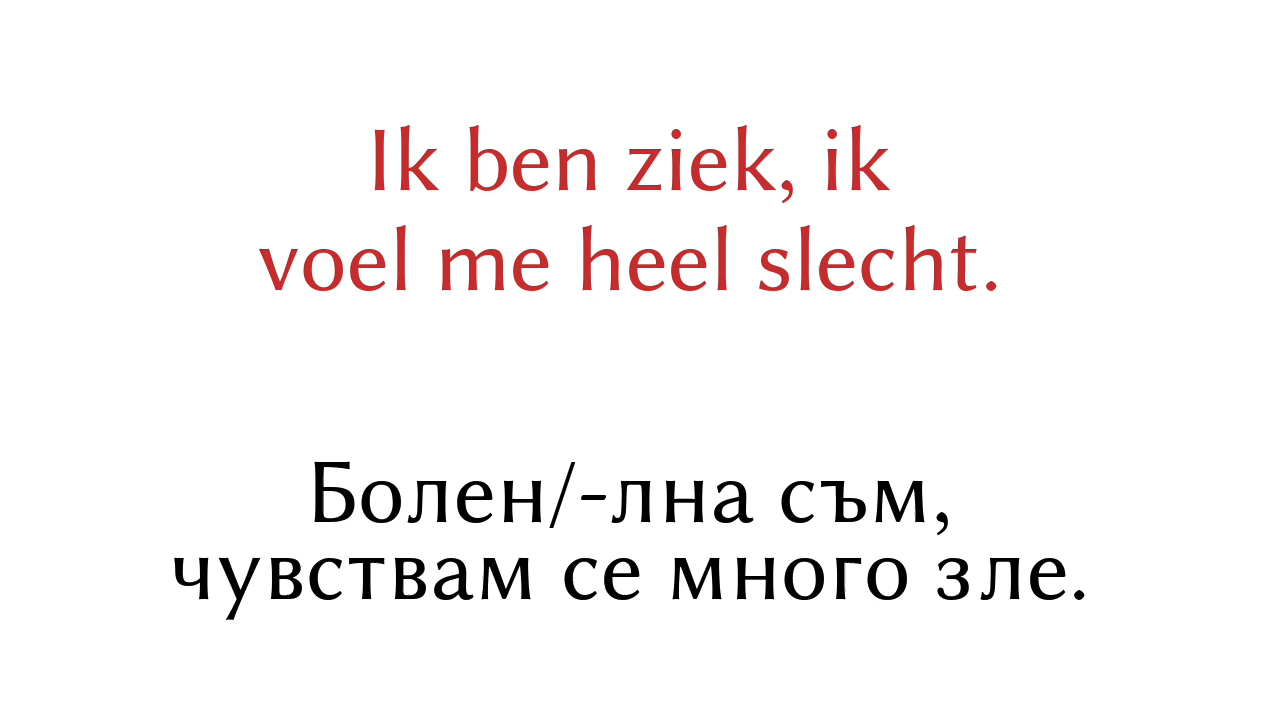 Ik ben ziek, ik
voel me heel slecht.
Болен/-лна съм,
чувствам се много зле.